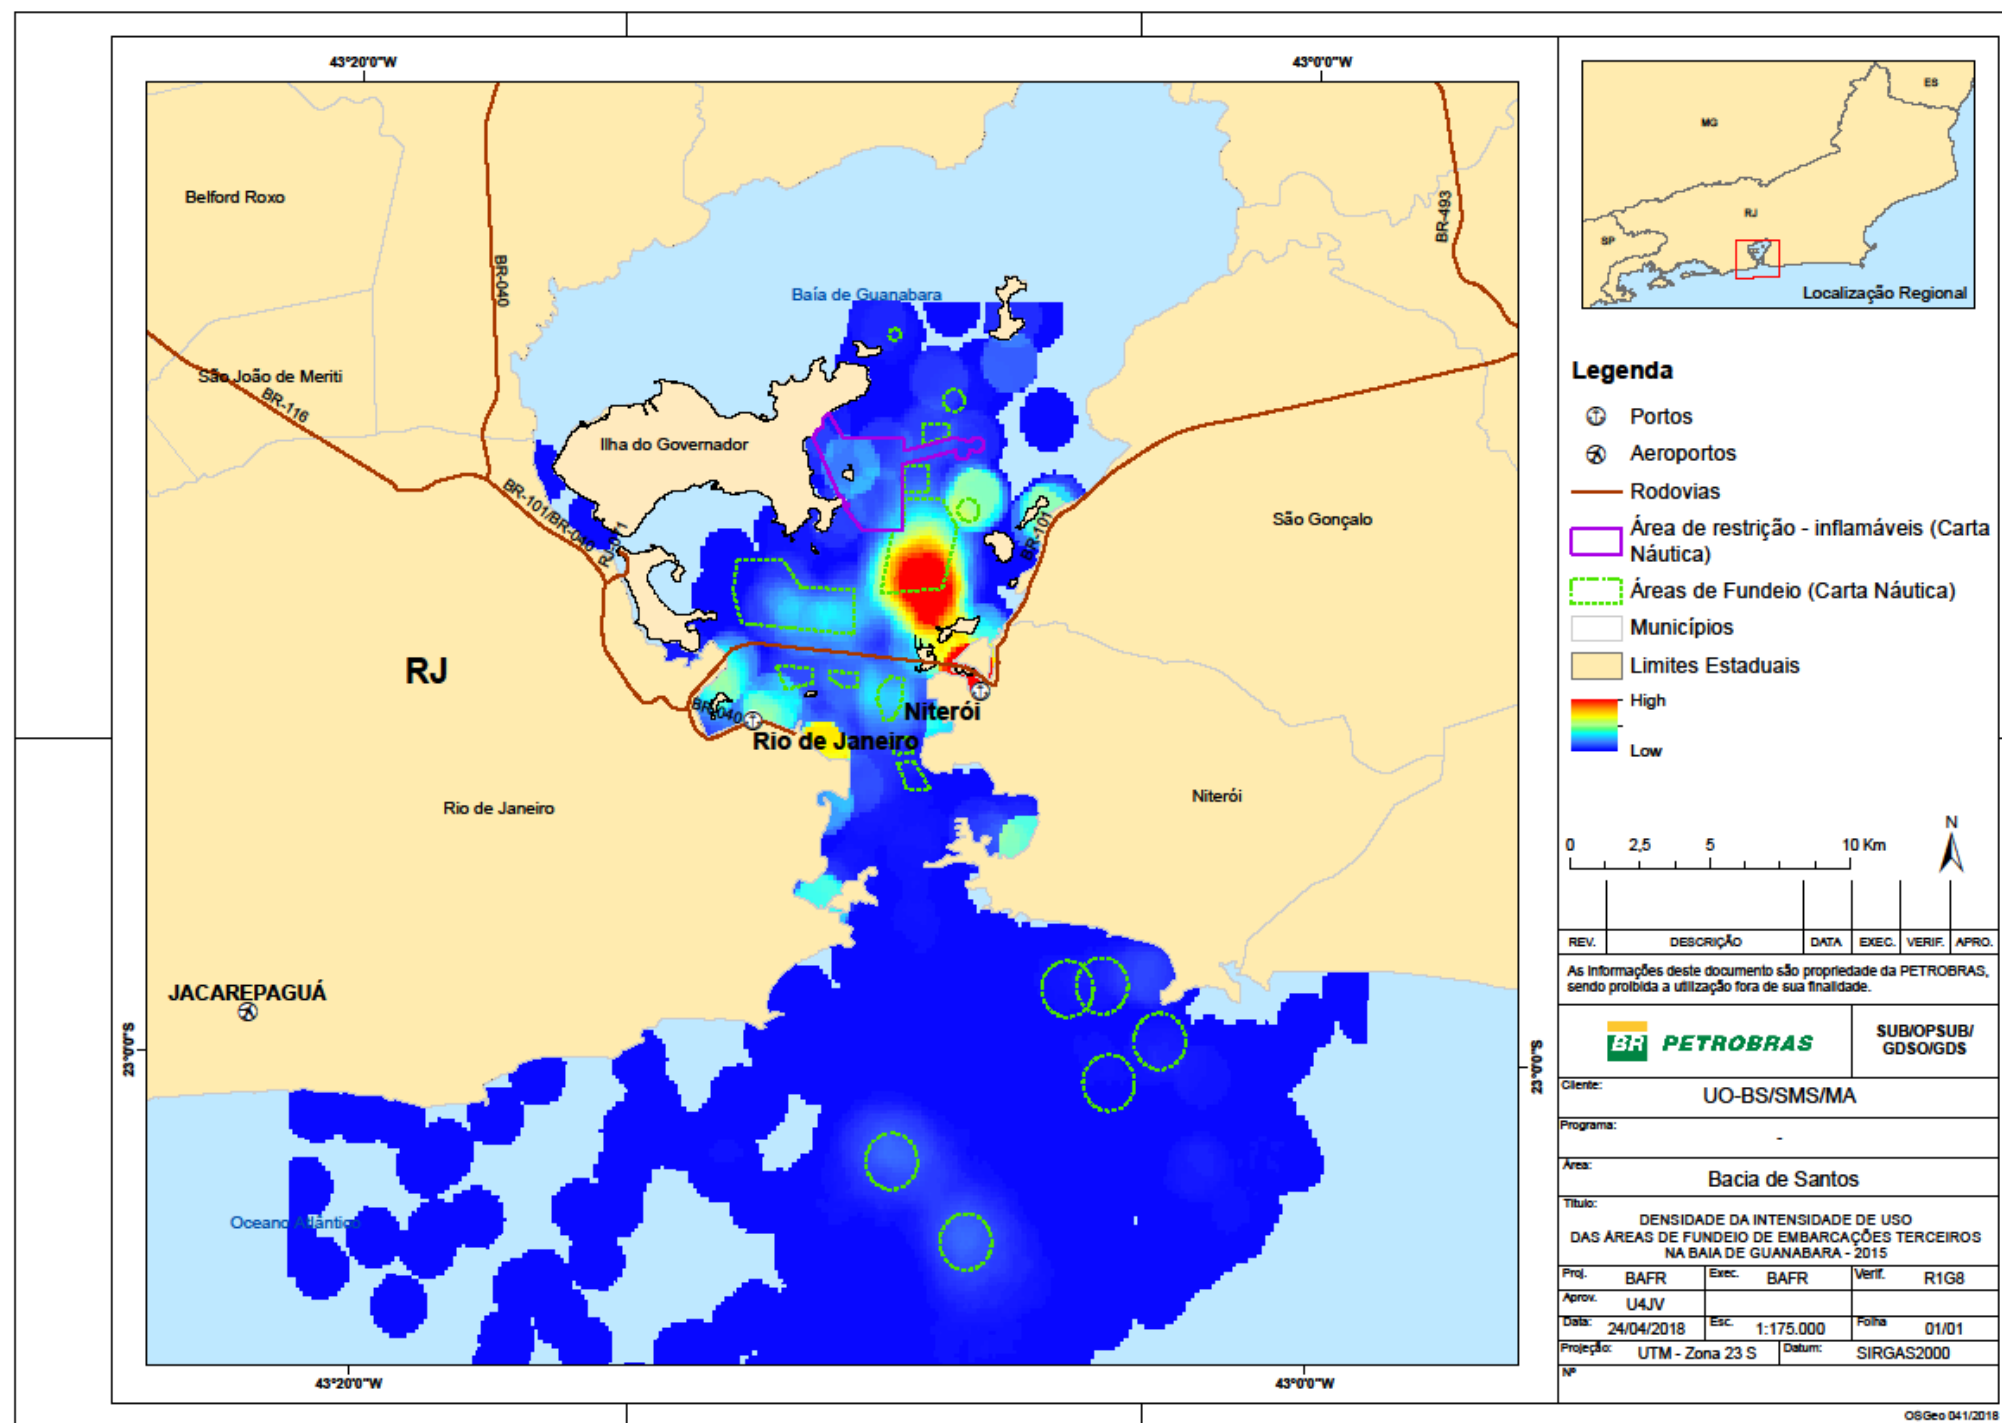 43°20'0"W
43°0'0"W
Belford Roxo
BR-040
BR-493
Baía de Guanabara
São João de Meriti
BR-116
Ilha do Governador
BR-101/BR-040
RJ-071
BR-101
São Gonçalo
RJ
BR-040
Niterói
Rio de Janeiro
Rio de Janeiro
Niterói
JACAREPAGUÁ
23°0'0"S
23°0'0"S
Oceano Atlântico
43°20'0"W
43°0'0"W
ES
MG
RJ
SP
Localização Regional
Legenda
Portos
Aeroportos
Rodovias
Área de restrição - inflamáveis (Carta
Náutica)
Áreas de Fundeio (Carta Náutica)
Municípios
Limites Estaduais
High
Low
N
0 2,5 5 10 Km
REV. DESCRIÇÃO DATA EXEC. VERIF. APRO.
As informações deste documento são propriedade da PETROBRAS,
sendo proibida a utilização fora de sua finalidade.
BR PETROBRAS
SUB/OPSUB/
GDSO/GDS
Cliente:
UO-BS/SMS/MA
Programa:
-
Área:
Bacia de Santos
Título:
DENSIDADE DA INTENSIDADE DE USO
DAS ÁREAS DE FUNDEIO DE EMBARCAÇÕES TERCEIROS
NA BAIA DE GUANABARA - 2015
Proj. BAFR Exec. BAFR Verif. R1G8
Aprov. U4JV
Data: 24/04/2018 Esc. 1:175.000 Folha 01/01
Projeção: UTM - Zona 23 S Datum: SIRGAS2000
Nº
OSGeo 041/2018